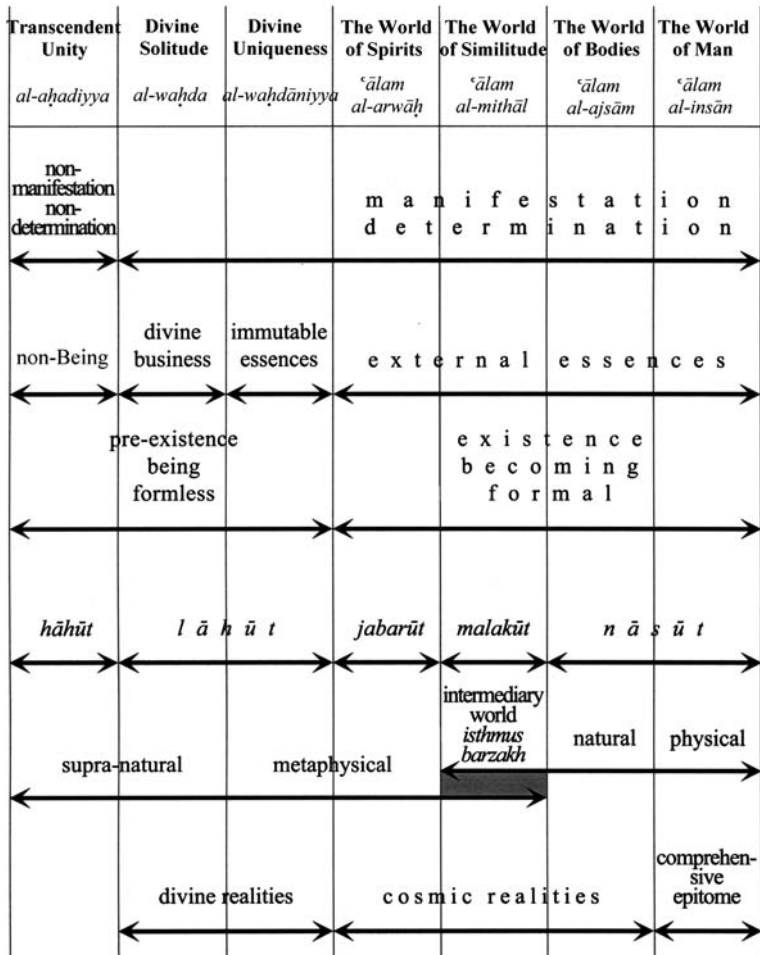 Transcendent Unity
Divine Solitude
Divine Uniqueness
The World of Spirits
The World of Similitude
The World of Bodies
The World of Man
al-aḥadiyya
al-waḥda
al-waḥdāniyya
ʿālam al-arwāḥ
ʿālam al-mithāl
ʿālam al-ajsām
ʿālam al-insān
non-
manifestation
non-
determination
manifestation
determination
non-Being
divine
business
immutable
essences
external essences
pre-existence
being
formless
existence
becoming
formal
hāhūt
lāhūt
jabarūt
malakūt
nāsūt
supra-natural
metaphysical
intermediary
world
isthmus
barzakh
natural
physical
divine realities
cosmic realities
comprehen-
sive
epitome